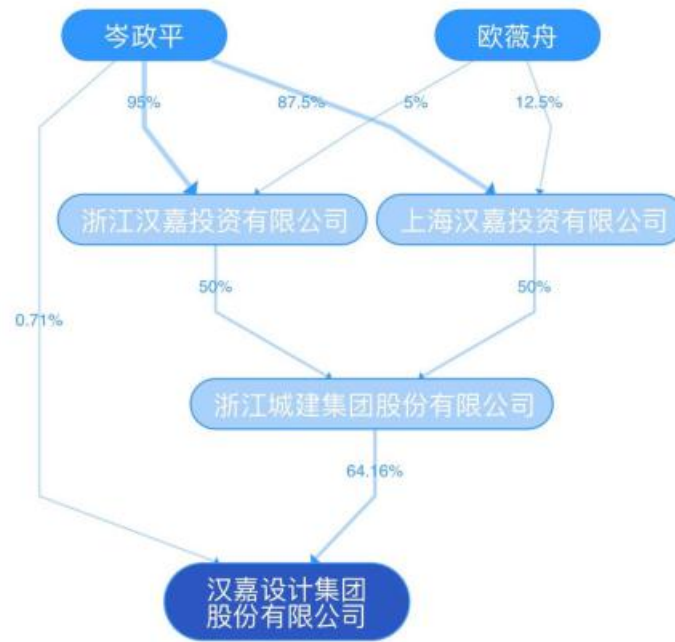 岑政平
欧薇舟
95%
87.5%
5%
12.5%
浙江汉嘉投资有限公司
上海汉嘉投资有限公司
50%
50%
0.71%
浙江城建集团股份有限公司
64.16%
汉嘉设计集团
股份有限公司